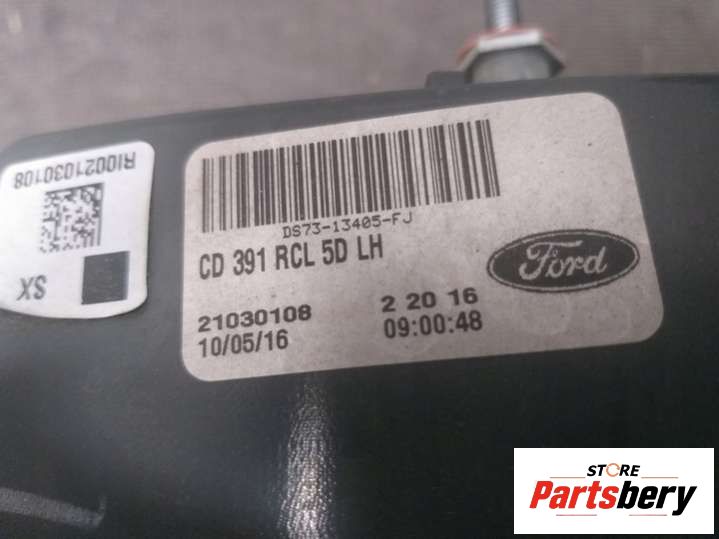 RI0021030108
SX
DS73-13405-FJ
CD 391 RCL 5D LH
Ford
21030108 2 20 16
10/05/16 09:00:48
STORE
Partsbery